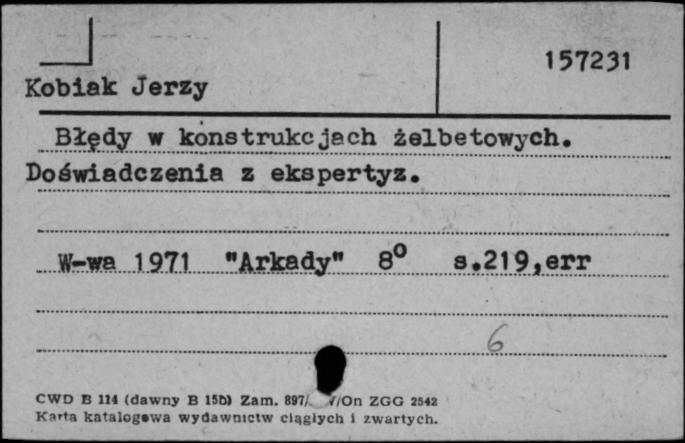 157231
Kobiak Jerzy
Błędy w konstrukcjach żelbetowych.
Doświadczenia z ekspertyz.
W-wa 1971 "Arkady" 8º s.219,err
6
CWD B 114 (dawny B 15b) Zam. 897/ /On ZGG 2542
Karta katalogowa wydawnictw ciągłych i zwartych.